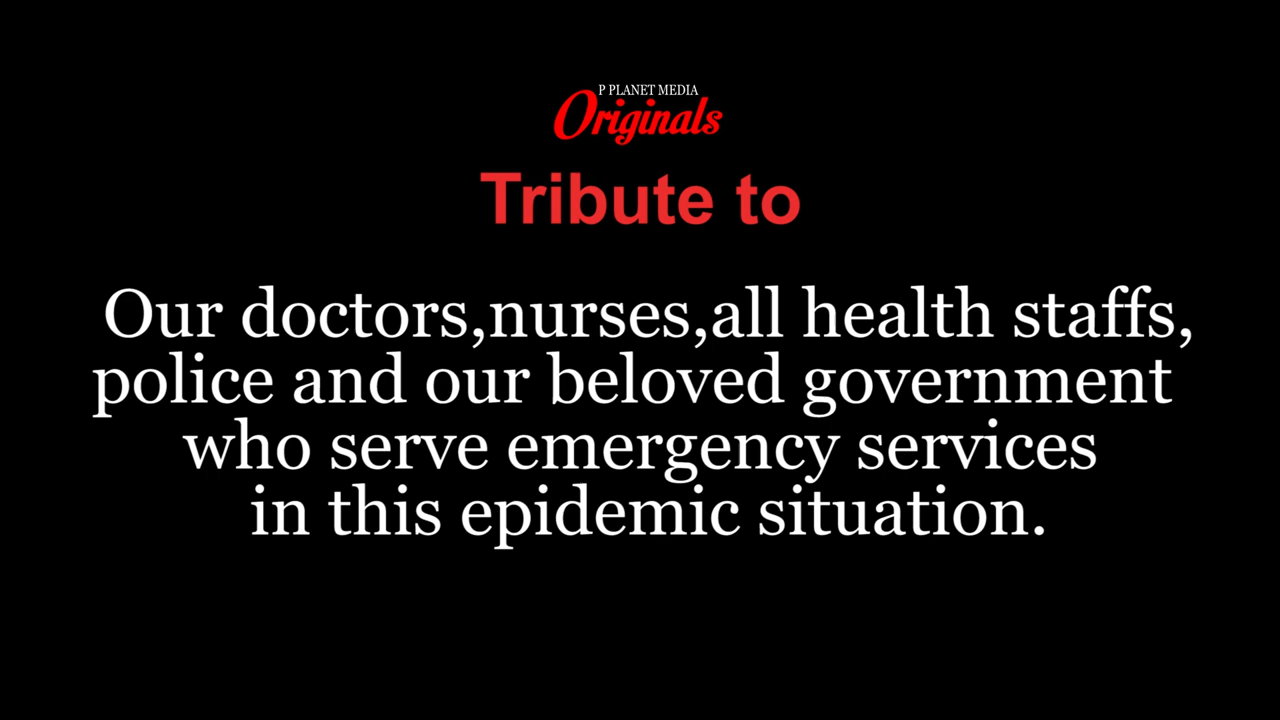 P PLANET MEDIA
Originals
Tribute to
Our doctors,nurses,all health staffs,
police and our beloved government
who serve emergency services
in this epidemic situation.